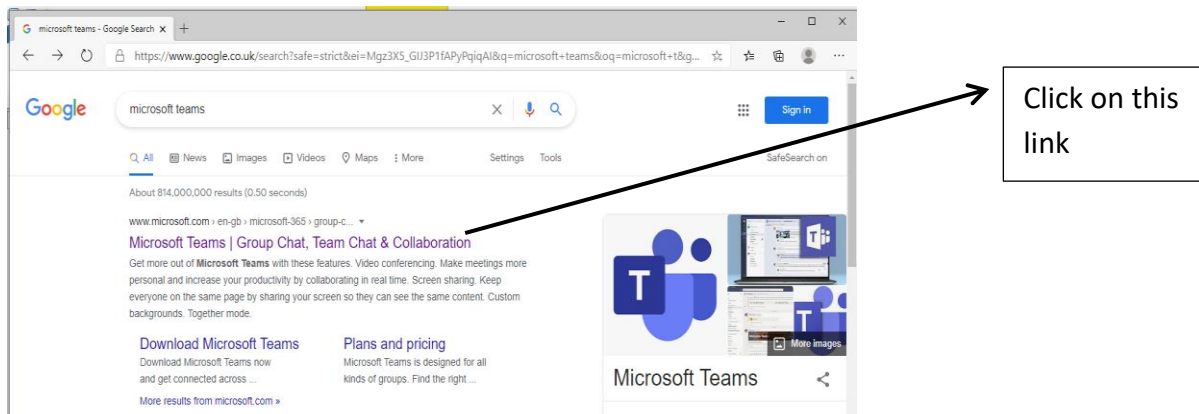 microsoft teams - Google Search
https://www.google.co.uk/search?safe=strict&ei=Mgz3X5_GIJ3P1fAPyPqiqAI&q=microsoft+teams&oq=microsoft+t&g...
Google
microsoft teams
Sign in
Click on this
link
All News Images Videos Maps More Settings Tools
SafeSearch on
About 814,000,000 results (0.50 seconds)
www.microsoft.com › en-gb › microsoft-365 › group-c...
Microsoft Teams | Group Chat, Team Chat & Collaboration
Get more out of Microsoft Teams with these features. Video conferencing. Make meetings more
personal and increase your productivity by collaborating in real time. Screen sharing. Keep
everyone on the same page by sharing your screen so they can see the same content. Custom
backgrounds. Together mode.
Download Microsoft Teams
Download Microsoft Teams now
and get connected across ...
Plans and pricing
Microsoft Teams is designed for all
kinds of groups. Find the right ...
More results from microsoft.com »
T
T
T
More images
Microsoft Teams